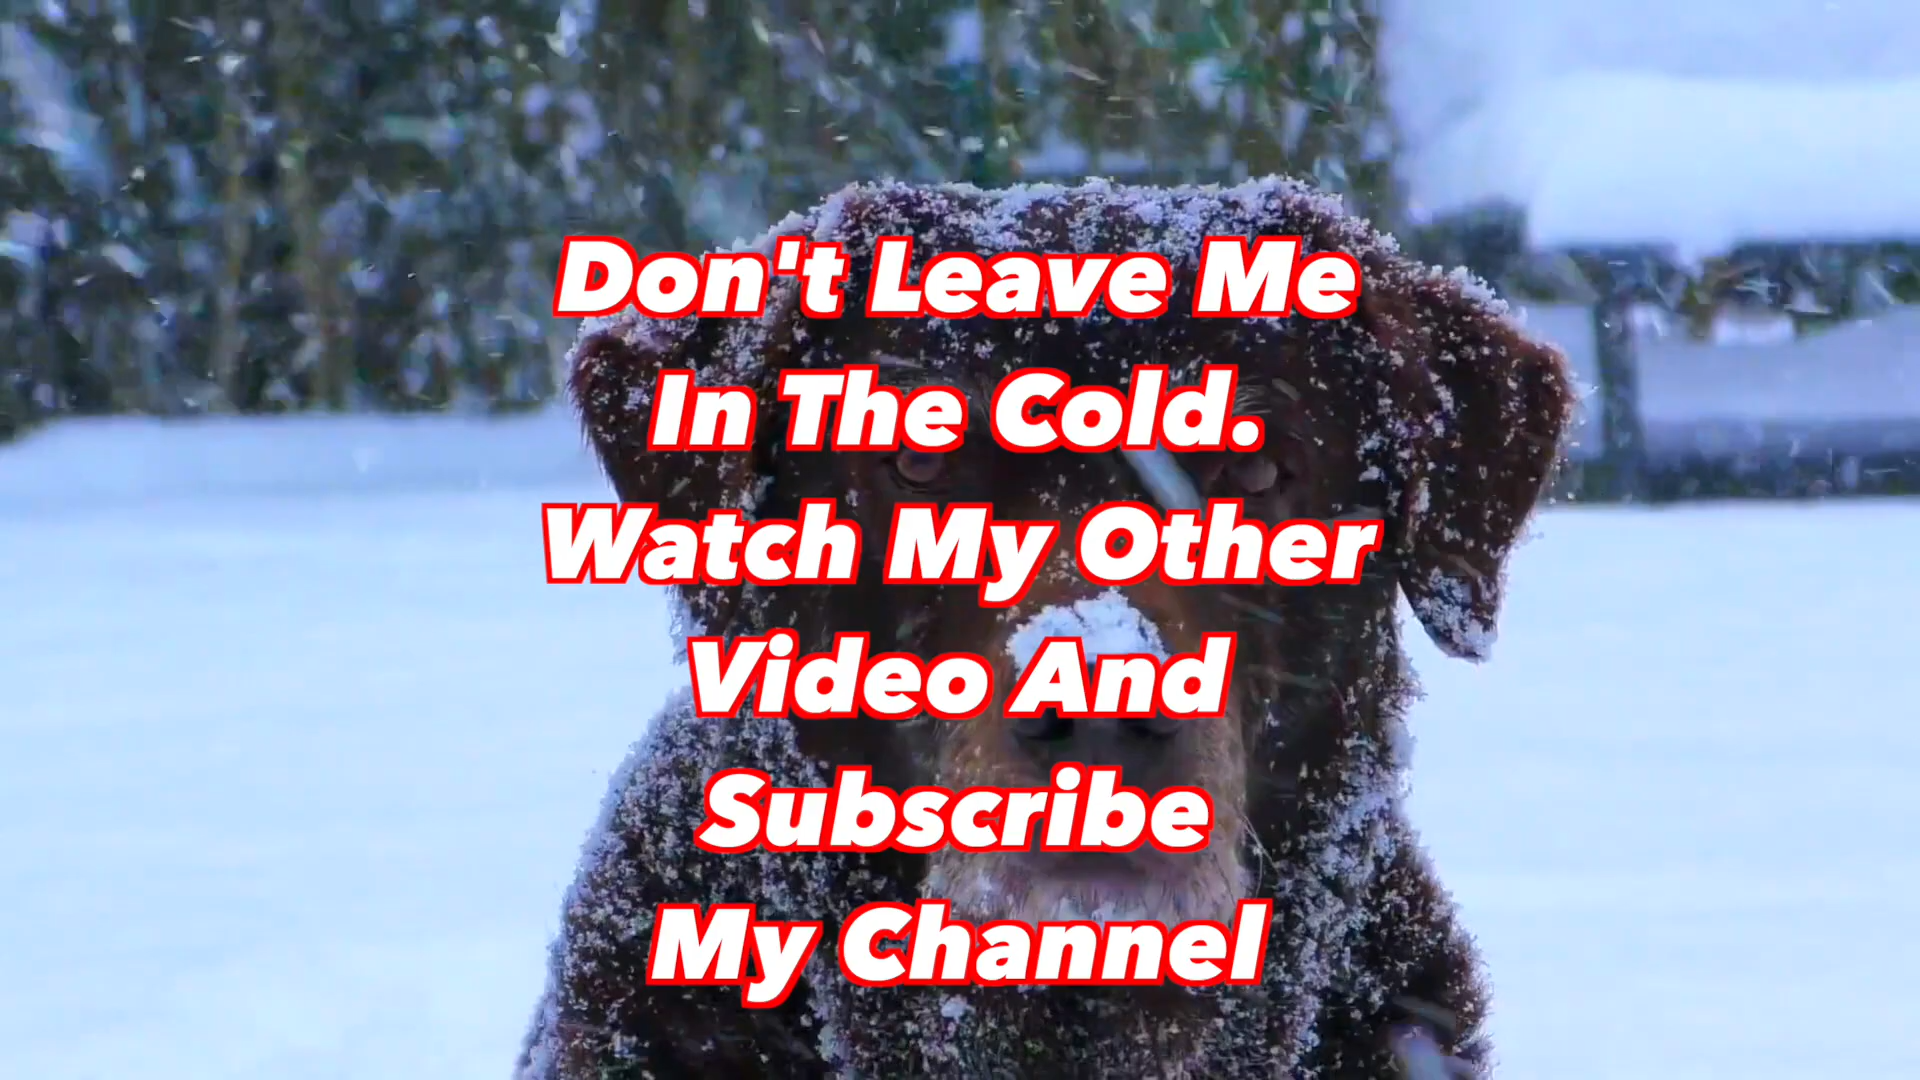 Don't Leave Me
In The Cold.
Watch My Other
Video And
Subscribe
My Channel